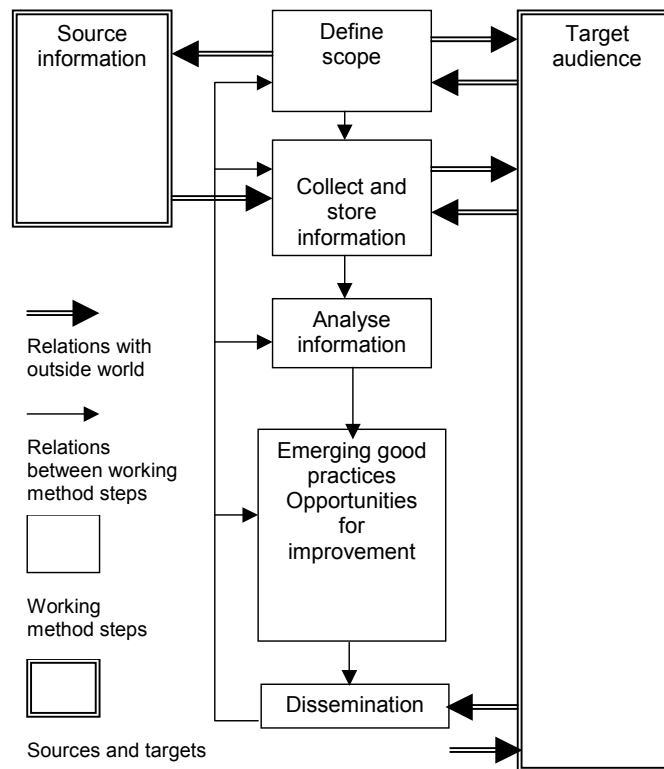 Source
information
Define
scope
Target
audience
Collect and
store
information
Analyse
information
Relations with
outside world
Emerging good
practices
Opportunities
for
improvement
Relations
between working
method steps
Working
method steps
Dissemination
Sources and targets